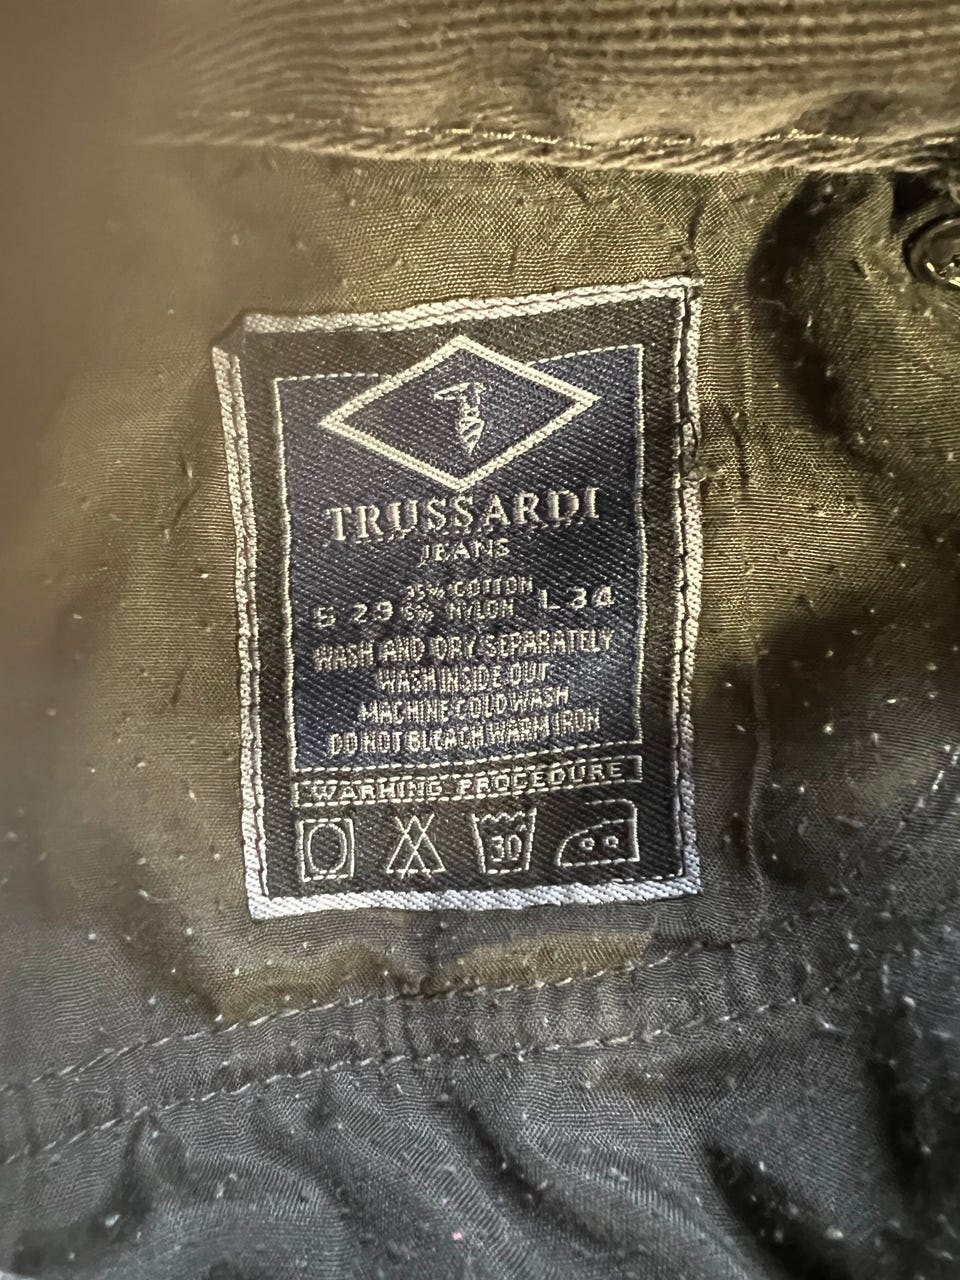 TRUSSARDI
JEANS
COTTON
S 29 NYLON L 34
WASH AND DRY SEPARATELY
WASH INSIDE OUT
MACHINE COLD WASH
DO NOT BLEACH WARM IRON
WARHING PROCEDURE
30